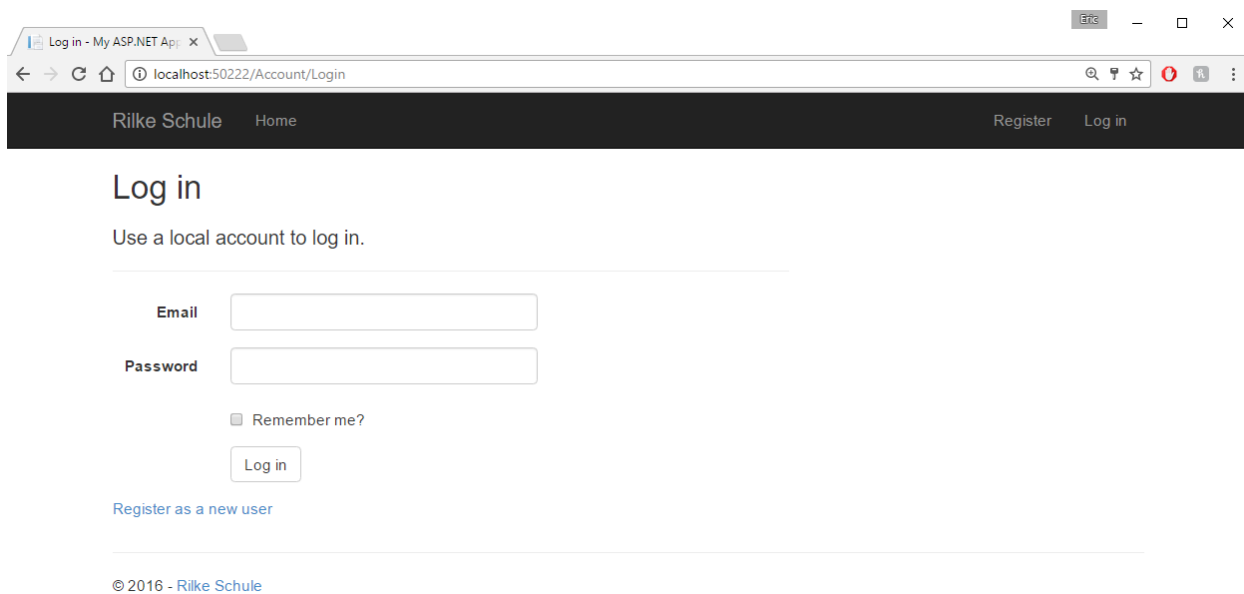 Eric
Log in - My ASP.NET App
localhost:50222/Account/Login
Rilke Schule Home Register Log in
Log in
Use a local account to log in.
Email
Password
Remember me?
Log in
Register as a new user
© 2016 - Rilke Schule